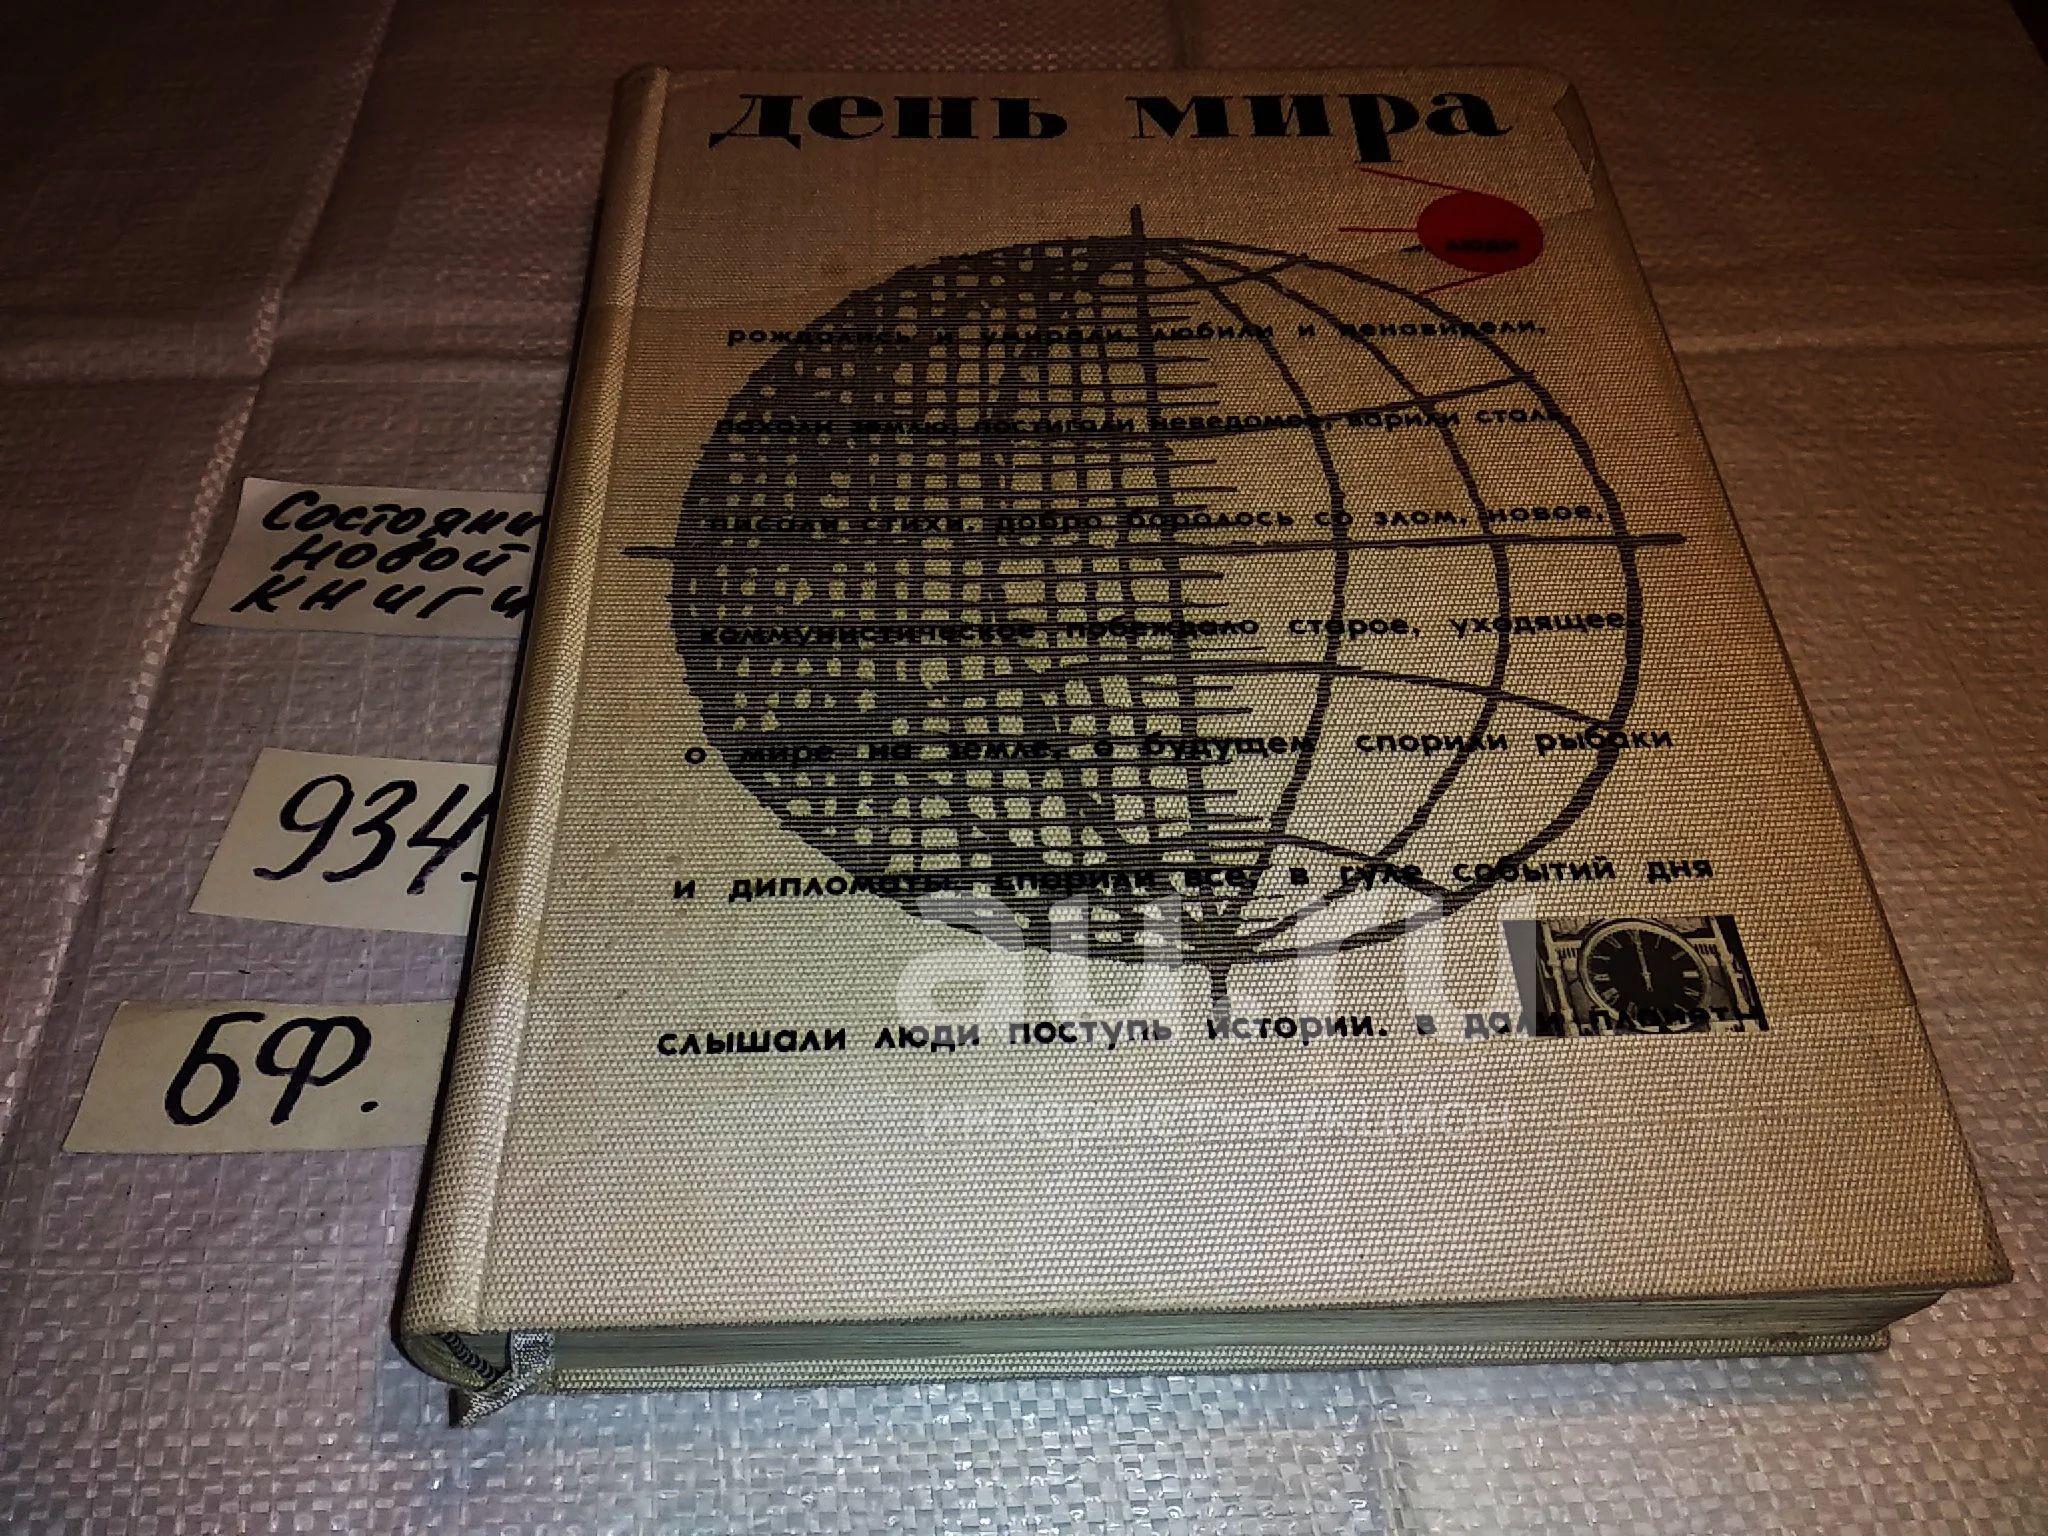 день мира
люди
рождались и умирали, любили и ненавидели,
пахали землю, постигали неведомое, варили сталь,
писали стихи, добро боролось со злом, новое,
коммунистическое побеждало старое, уходящее.
о мире на земле, о будущем спорили рыбаки
и дипломаты. спорили все. в гуле событий дня
слышали люди поступь истории. в дали планет
Состояни
новой
книги
934.
БФ.
au.ru